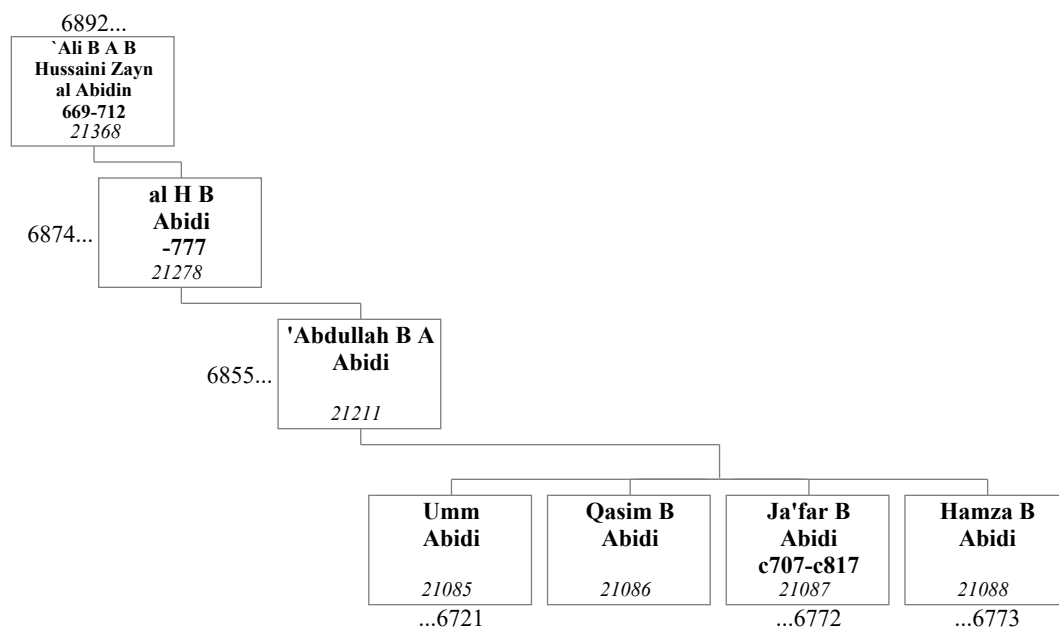 6892...
`Ali B A B
Hussaini Zayn
al Abidin
669-712
21368
al H B
Abidi
-777
21278
6874...
'Abdullah B A
Abidi
21211
6855...
Umm
Abidi
21085
...6721
Qasim B
Abidi
21086
Ja'far B
Abidi
c707-c817
21087
...6772
Hamza B
Abidi
21088
...6773